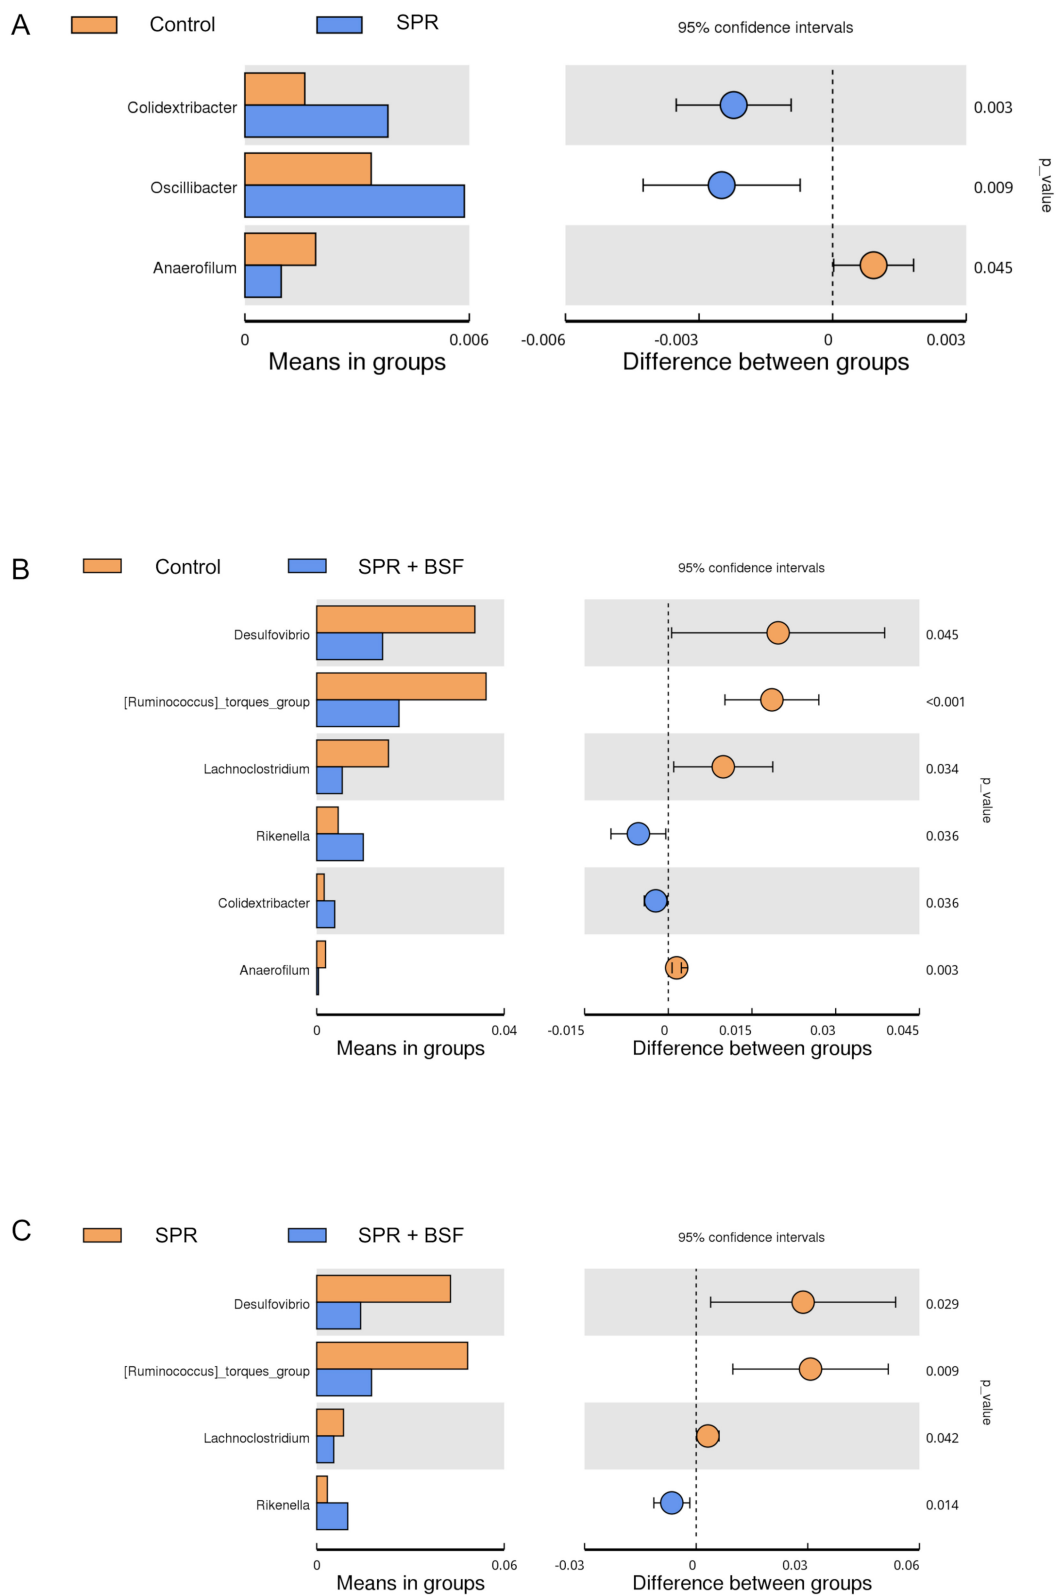 A
Control
SPR
95% confidence intervals
Colidextribacter
0.003
Oscillibacter
0.009
Anaerofilum
0.045
p_value
0
0.006
-0.006
-0.003
0
0.003
Means in groups
Difference between groups
B
Control
SPR + BSF
95% confidence intervals
Desulfovibrio
0.045
[Ruminococcus]_torques_group
<0.001
Lachnoclostridium
0.034
Rikenella
0.036
Colidextribacter
0.036
Anaerofilum
0.003
p_value
0
0.04
-0.015
0
0.015
0.03
0.045
Means in groups
Difference between groups
C
SPR
SPR + BSF
95% confidence intervals
Desulfovibrio
0.029
[Ruminococcus]_torques_group
0.009
Lachnoclostridium
0.042
Rikenella
0.014
p_value
0
0.06
-0.03
0
0.03
0.06
Means in groups
Difference between groups